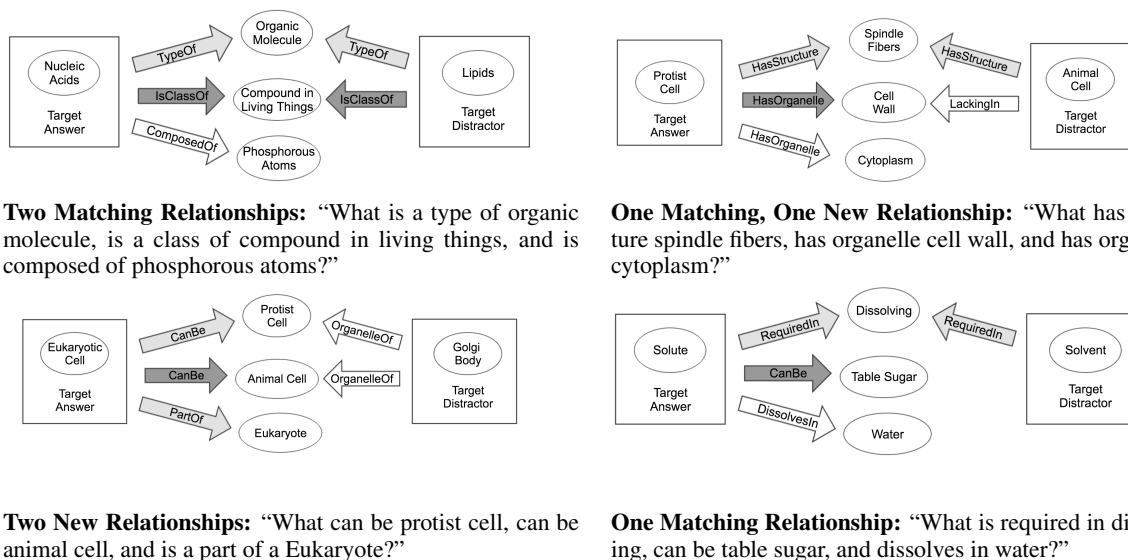 Nucleic
Acids
Target
Answer
TypeOf
IsClassOf
ComposedOf
Organic
Molecule
Compound in
Living Things
Phosphorous
Atoms
TypeOf
IsClassOf
Lipids
Target
Distractor
Two Matching Relationships: “What is a type of organic
molecule, is a class of compound in living things, and is
composed of phosphorous atoms?”
Protist
Cell
Target
Answer
HasStructure
HasOrganelle
HasOrganelle
Spindle
Fibers
Cell
Wall
Cytoplasm
HasStructure
LackingIn
Animal
Cell
Target
Distractor
One Matching, One New Relationship: “What has
ture spindle fibers, has organelle cell wall, and has org
cytoplasm?”
Eukaryotic
Cell
Target
Answer
CanBe
CanBe
PartOf
Protist
Cell
Animal Cell
Eukaryote
OrganelleOf
OrganelleOf
Golgi
Body
Target
Distractor
Two New Relationships: “What can be protist cell, can be
animal cell, and is a part of a Eukaryote?”
Solute
Target
Answer
RequiredIn
CanBe
DissolvesIn
Dissolving
Table Sugar
Water
RequiredIn
Solvent
Target
Distractor
One Matching Relationship: “What is required in di
ing, can be table sugar, and dissolves in water?”